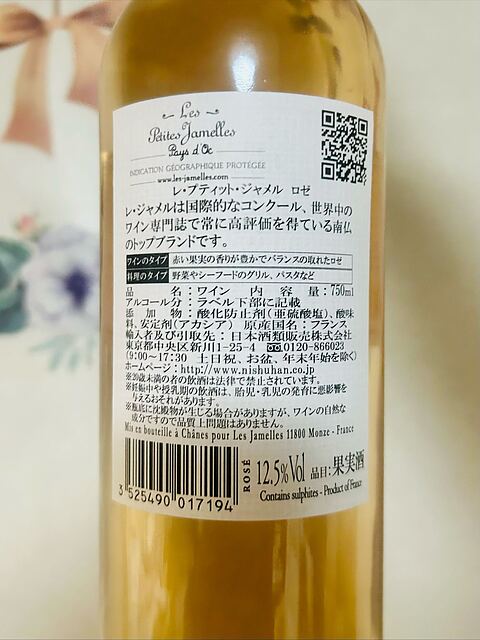 Les
Petites Jamelles
Pays d'Oc
INDICATION GÉOGRAPHIQUE PROTÉGÉE
www.les-jamelles.com
レ・プティット・ジャメル ロゼ
レ・ジャメルは国際的なコンクール、世界中の
ワイン専門誌で常に高評価を得ている南仏
のトップブランドです。
ワインのタイプ 赤い果実の香りが豊かでバランスの取れたロゼ
料理のタイプ 野菜やシーフードのグリル、パスタなど
品名：ワイン 内容量：750ml
アルコール分：ラベル下部に記載
添加物：酸化防止剤(亜硫酸塩)、酸味
料、安定剤(アカシア) 原産国名：フランス
輸入者及び引取先：日本酒類販売株式会社
東京都中央区新川1-25-4 0120-866023
(9:00～17:30 土日祝、お盆、年末年始を除く)
ホームページ：http://www.nishuhan.co.jp
※20歳未満の者の飲酒は法律で禁止されています。
※妊娠中や授乳期の飲酒は、胎児・乳児の発育に悪影響を
与えるおそれがあります。
※瓶底に沈殿物が生じる場合がありますが、ワインの自然な
成分ですので品質上問題はありません。
Mis en bouteille à Chânes pour Les Jamelles 11800 Monze - France
3 525490 017194
ROSÉ
12.5%Vol 品目：果実酒
Contains sulphites - Product of France